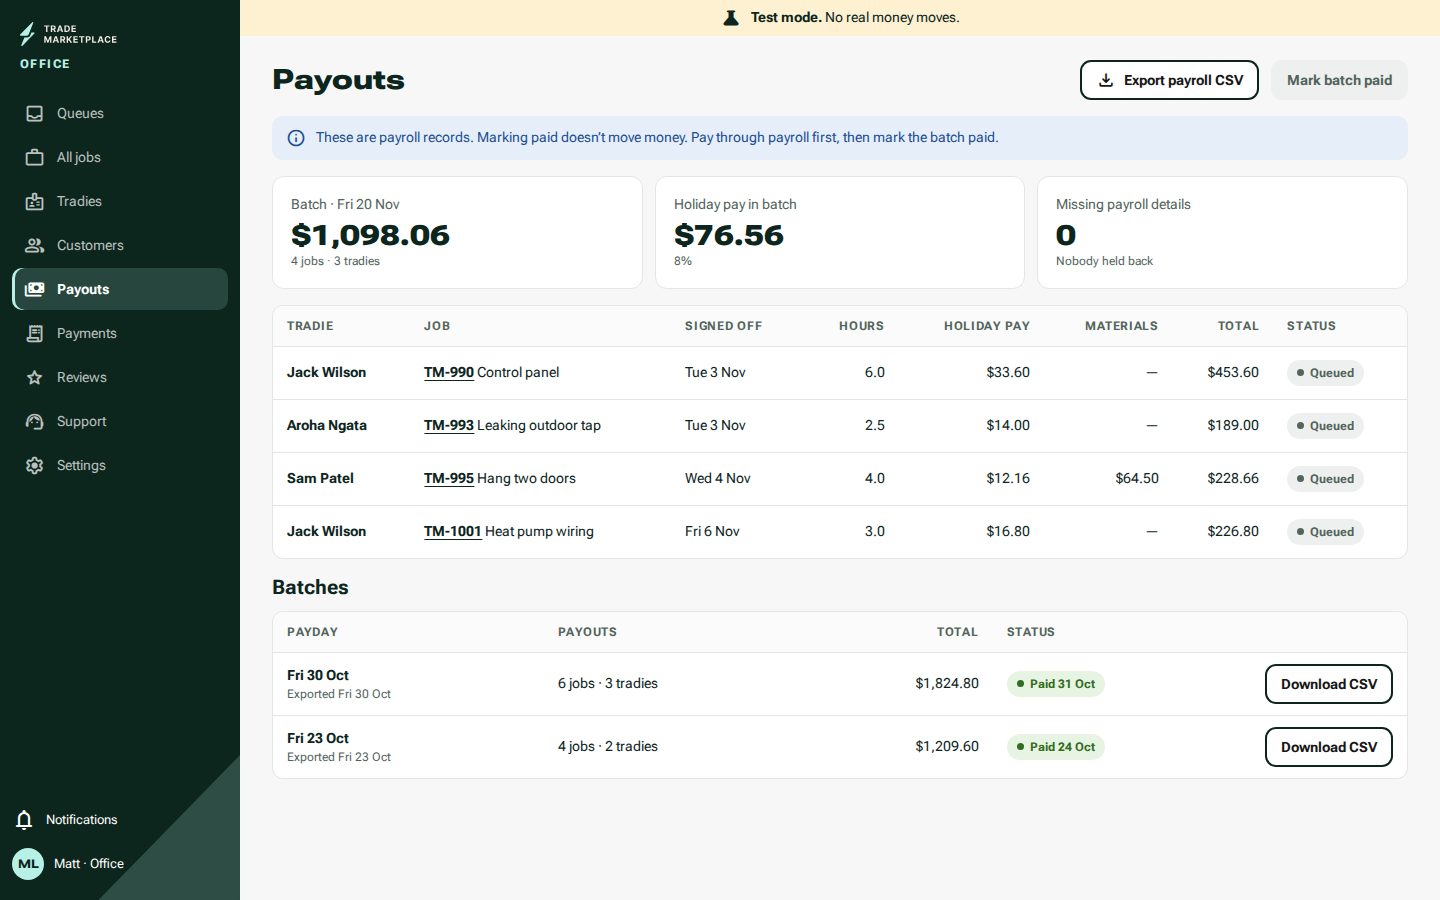 TRADE
MARKETPLACE
OFFICE
Queues
All jobs
Tradies
Customers
Payouts
Payments
Reviews
Support
Settings
Notifications
ML Matt · Office
Test mode. No real money moves.
Payouts
Export payroll CSV
Mark batch paid
These are payroll records. Marking paid doesn't move money. Pay through payroll first, then mark the batch paid.
Batch · Fri 20 Nov
$1,098.06
4 jobs · 3 tradies
Holiday pay in batch
$76.56
8%
Missing payroll details
0
Nobody held back
TRADIE JOB SIGNED OFF HOURS HOLIDAY PAY MATERIALS TOTAL STATUS
Jack Wilson TM-990 Control panel Tue 3 Nov 6.0 $33.60 — $453.60 Queued
Aroha Ngata TM-993 Leaking outdoor tap Tue 3 Nov 2.5 $14.00 — $189.00 Queued
Sam Patel TM-995 Hang two doors Wed 4 Nov 4.0 $12.16 $64.50 $228.66 Queued
Jack Wilson TM-1001 Heat pump wiring Fri 6 Nov 3.0 $16.80 — $226.80 Queued
Batches
PAYDAY PAYOUTS TOTAL STATUS
Fri 30 Oct 6 jobs · 3 tradies $1,824.80 Paid 31 Oct Download CSV
Exported Fri 30 Oct
Fri 23 Oct 4 jobs · 2 tradies $1,209.60 Paid 24 Oct Download CSV
Exported Fri 23 Oct